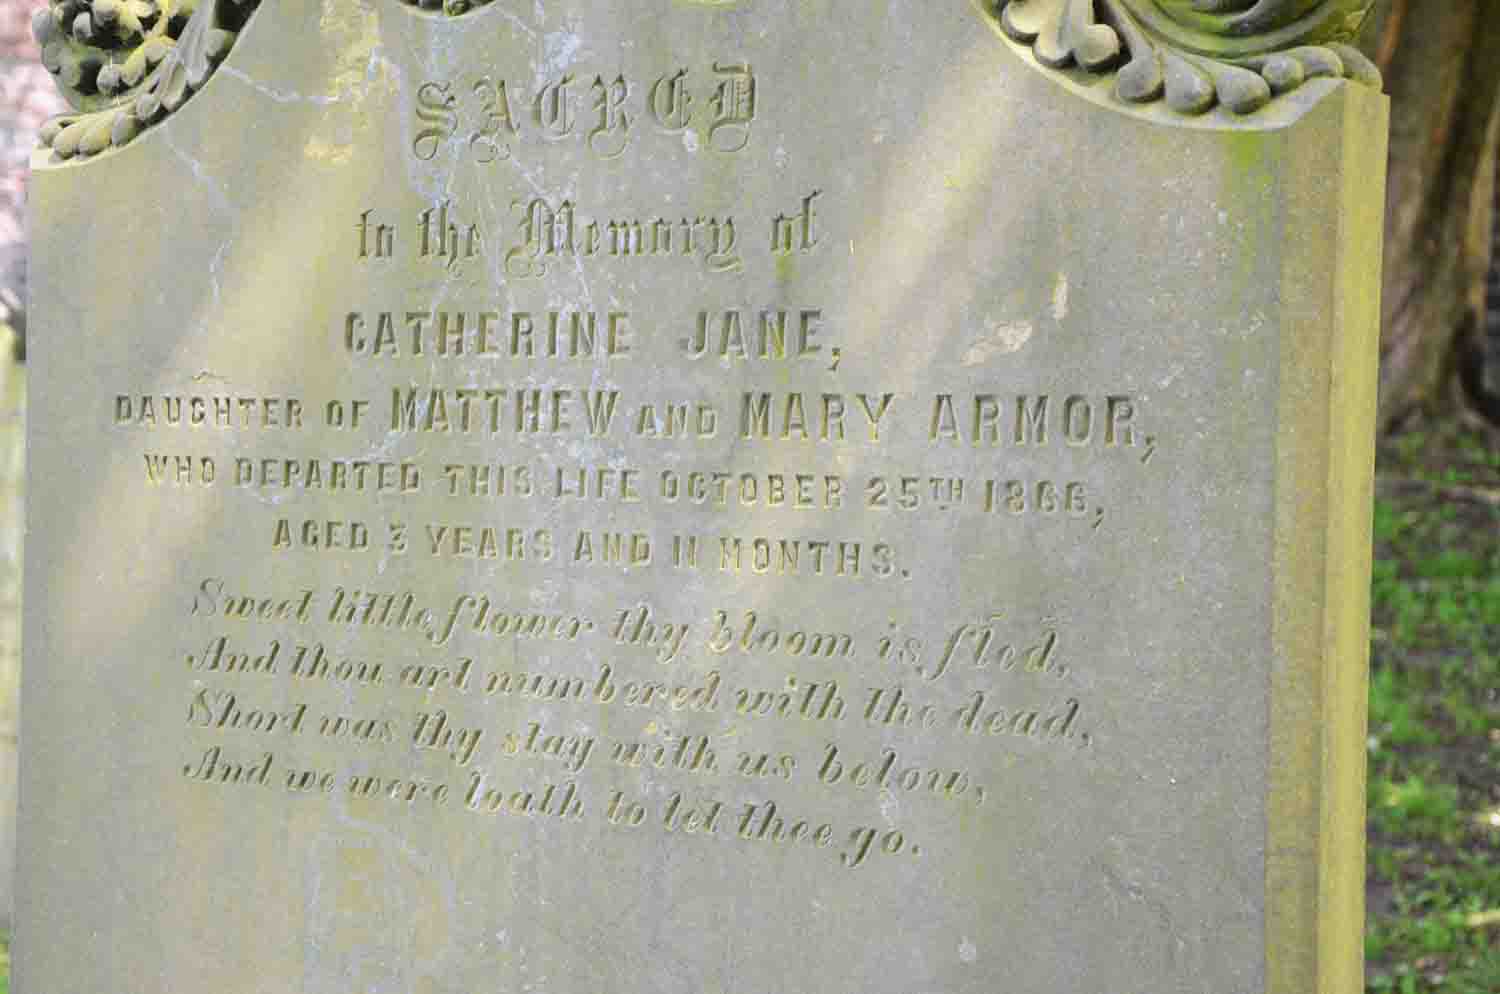 SACRED
to the Memory of
CATHERINE JANE,
DAUGHTER OF MATTHEW AND MARY ARMOR,
WHO DEPARTED THIS LIFE OCTOBER 25TH 1866,
AGED 3 YEARS AND 11 MONTHS.
Sweet little flower thy bloom is fled,
And thou art numbered with the dead,
Short was thy stay with us below,
And we were loath to let thee go.